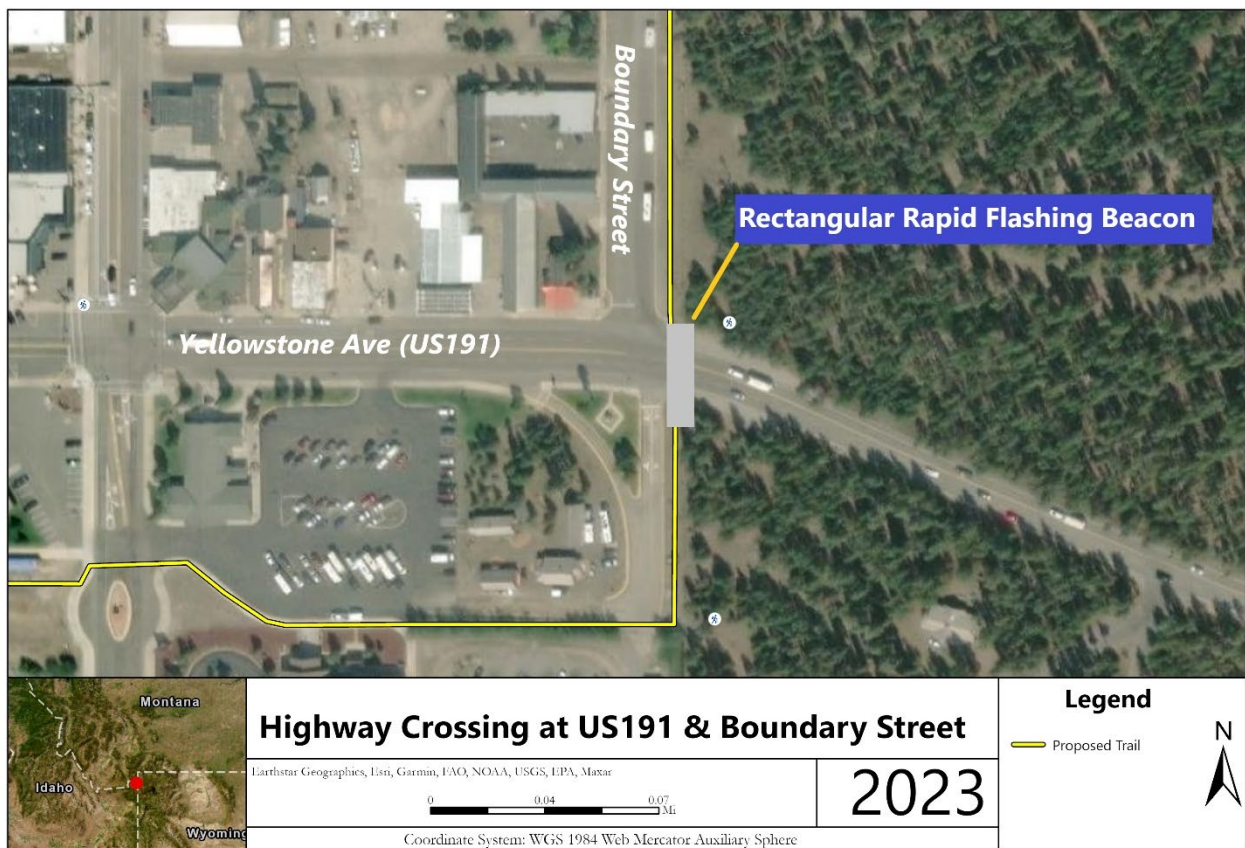 Boundary Street
Rectangular Rapid Flashing Beacon
Yellowstone Ave (US191)
Montana
Idaho
Wyoming
Highway Crossing at US191 & Boundary Street
Earthstar Geographics, Esri, Garmin, FAO, NOAA, USGS, EPA, Maxar
0 0.04 0.07
Mi
2023
Coordinate System: WGS 1984 Web Mercator Auxiliary Sphere
Legend
Proposed Trail
N